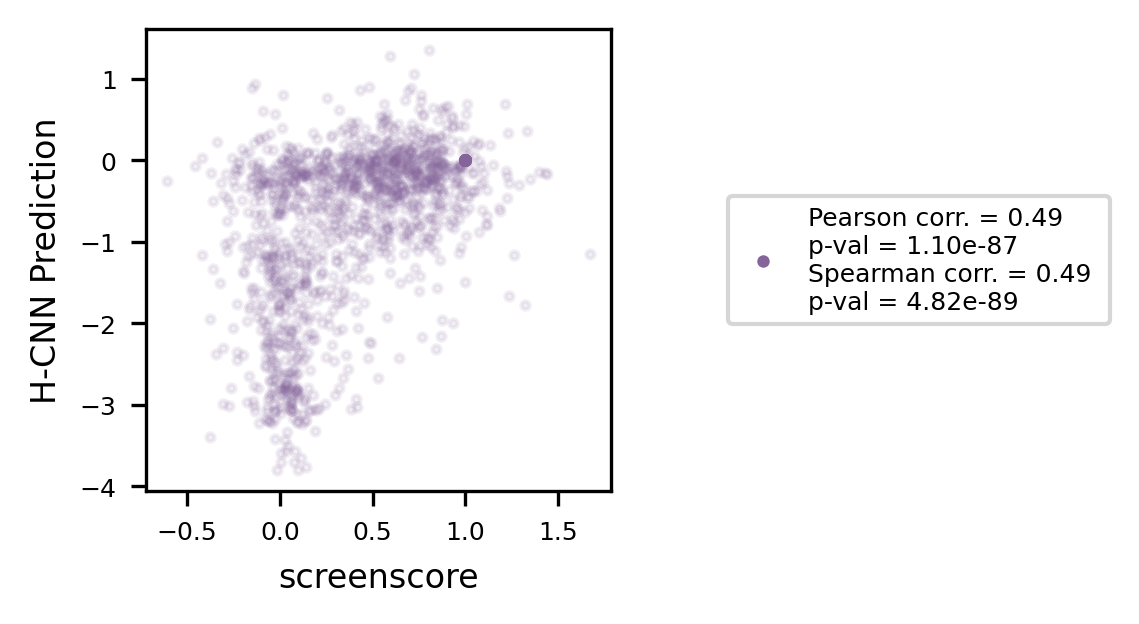 H-CNN Prediction
1
0
−1
−2
−3
−4
−0.5 0.0 0.5 1.0 1.5
screenscore
Pearson corr. = 0.49
p-val = 1.10e-87
Spearman corr. = 0.49
p-val = 4.82e-89